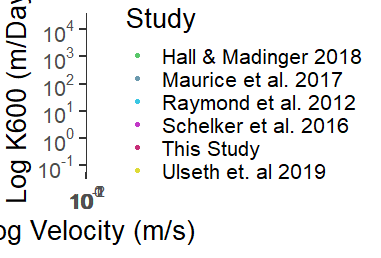 Study
Hall & Madinger 2018
Maurice et al. 2017
Raymond et al. 2012
Schelker et al. 2016
This Study
Ulseth et. al 2019
Log K600 (m/Day
10⁴
10³
10²
10¹
10⁰
10⁻¹
og Velocity (m/s)